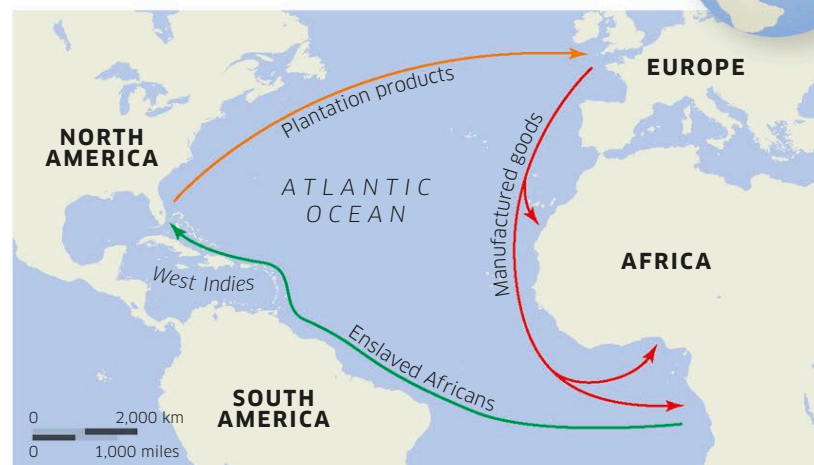 EUROPE
Plantation products
NORTH
AMERICA
ATLANTIC
OCEAN
Manufactured goods
AFRICA
West Indies
Enslaved Africans
SOUTH
AMERICA
0 2,000 km
0 1,000 miles